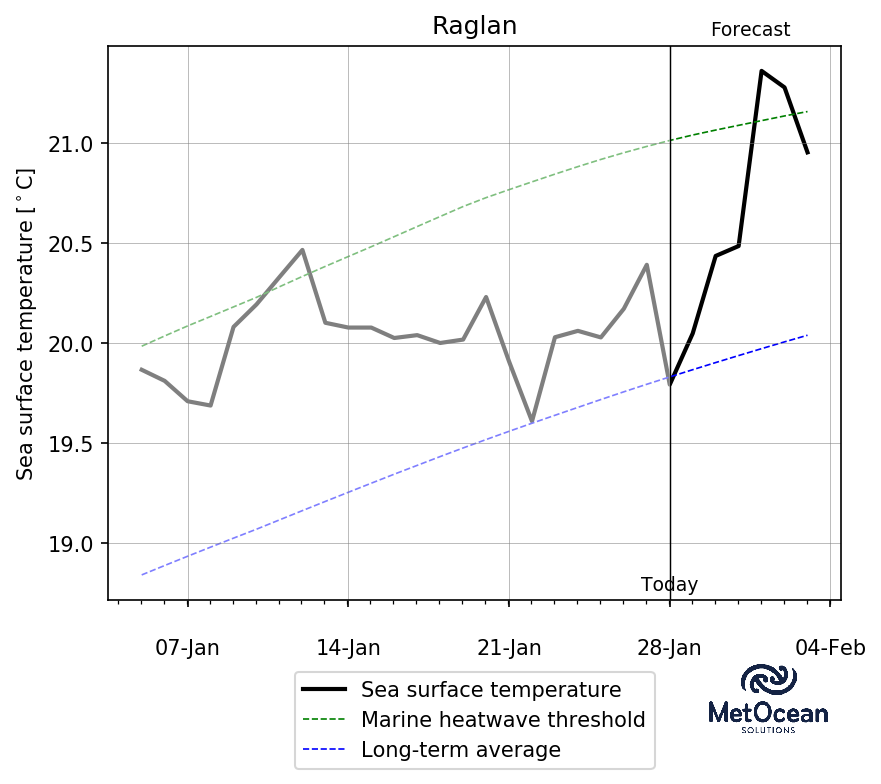 Raglan
Forecast
Sea surface temperature [°C]
21.0
20.5
20.0
19.5
19.0
Today
07-Jan
14-Jan
21-Jan
28-Jan
04-Feb
Sea surface temperature
Marine heatwave threshold
Long-term average
MetOcean
SOLUTIONS